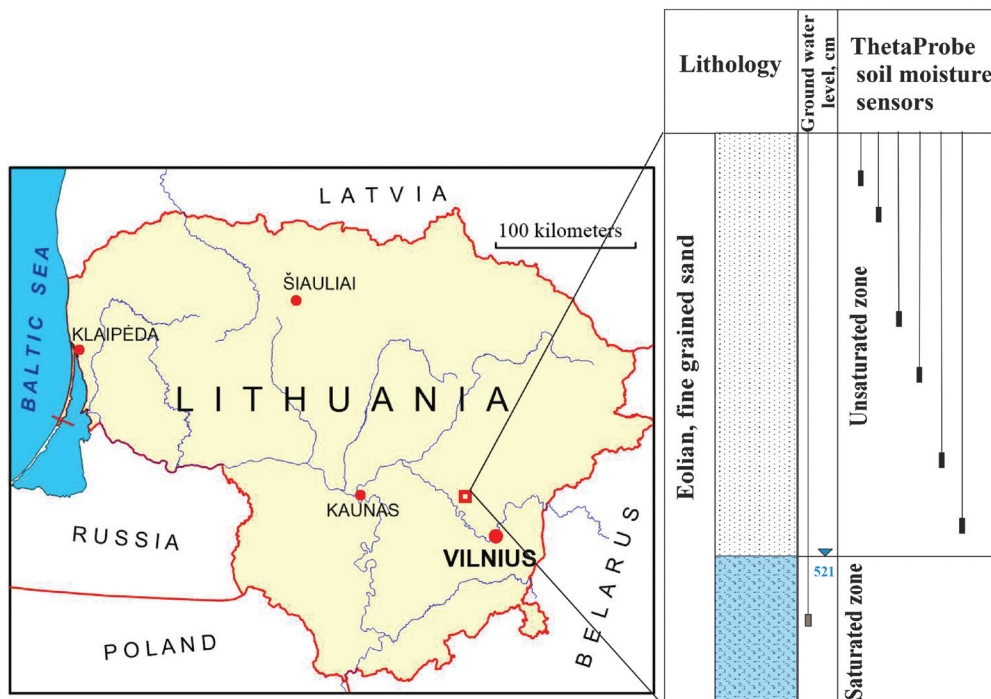 LATVIA
100 kilometers
BALTIC SEA
ŠIAULIAI
KLAIPĖDA
LITHUANIA
KAUNAS
VILNIUS
RUSSIA
POLAND
BELARUS
Lithology
Ground water
level, cm
ThetaProbe
soil moisture
sensors
Eolian, fine grained sand
Unsaturated zone
521
Saturated zone